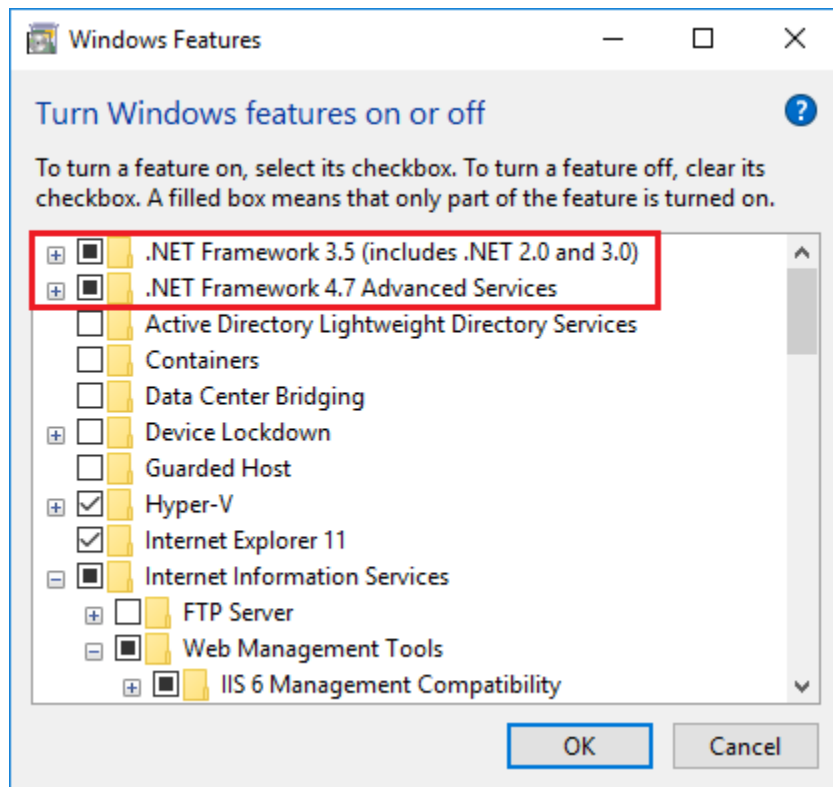 Windows Features
Turn Windows features on or off
?
To turn a feature on, select its checkbox. To turn a feature off, clear its
checkbox. A filled box means that only part of the feature is turned on.
.NET Framework 3.5 (includes .NET 2.0 and 3.0)
.NET Framework 4.7 Advanced Services
Active Directory Lightweight Directory Services
Containers
Data Center Bridging
Device Lockdown
Guarded Host
Hyper-V
Internet Explorer 11
Internet Information Services
FTP Server
Web Management Tools
IIS 6 Management Compatibility
OK
Cancel